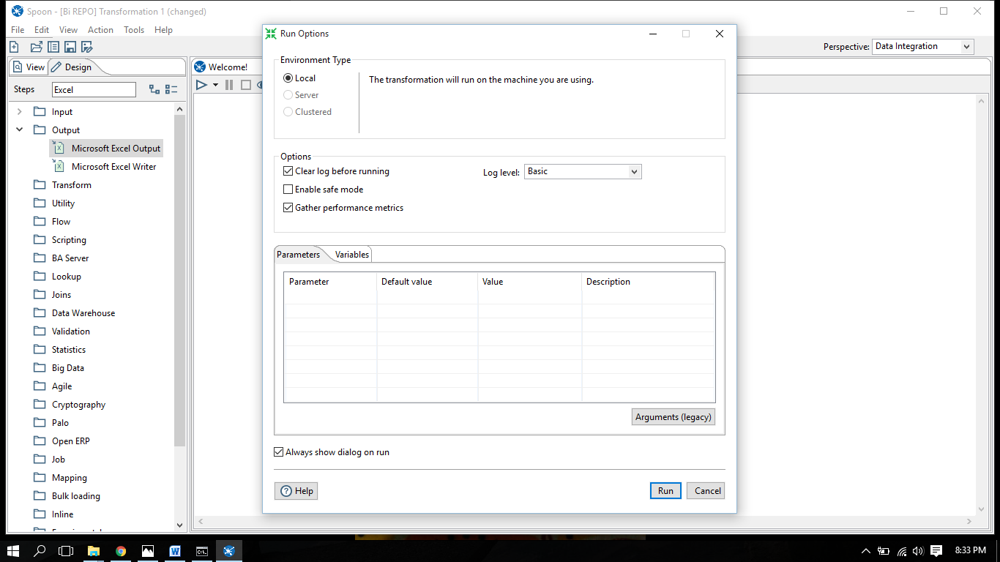 Spoon - [Bi REPO] Transformation 1 (changed)
File Edit View Action Tools Help
Perspective: Data Integration
View Design
Steps Excel
Input
Output
Microsoft Excel Output
Microsoft Excel Writer
Transform
Utility
Flow
Scripting
BA Server
Lookup
Joins
Data Warehouse
Validation
Statistics
Big Data
Agile
Cryptography
Palo
Open ERP
Job
Mapping
Bulk loading
Inline
Welcome!
Run Options
Environment Type
Local
Server
Clustered
The transformation will run on the machine you are using.
Options
Clear log before running
Enable safe mode
Gather performance metrics
Log level: Basic
Parameters Variables
Parameter Default value Value Description
Arguments (legacy)
Always show dialog on run
Help
Run Cancel
8:33 PM